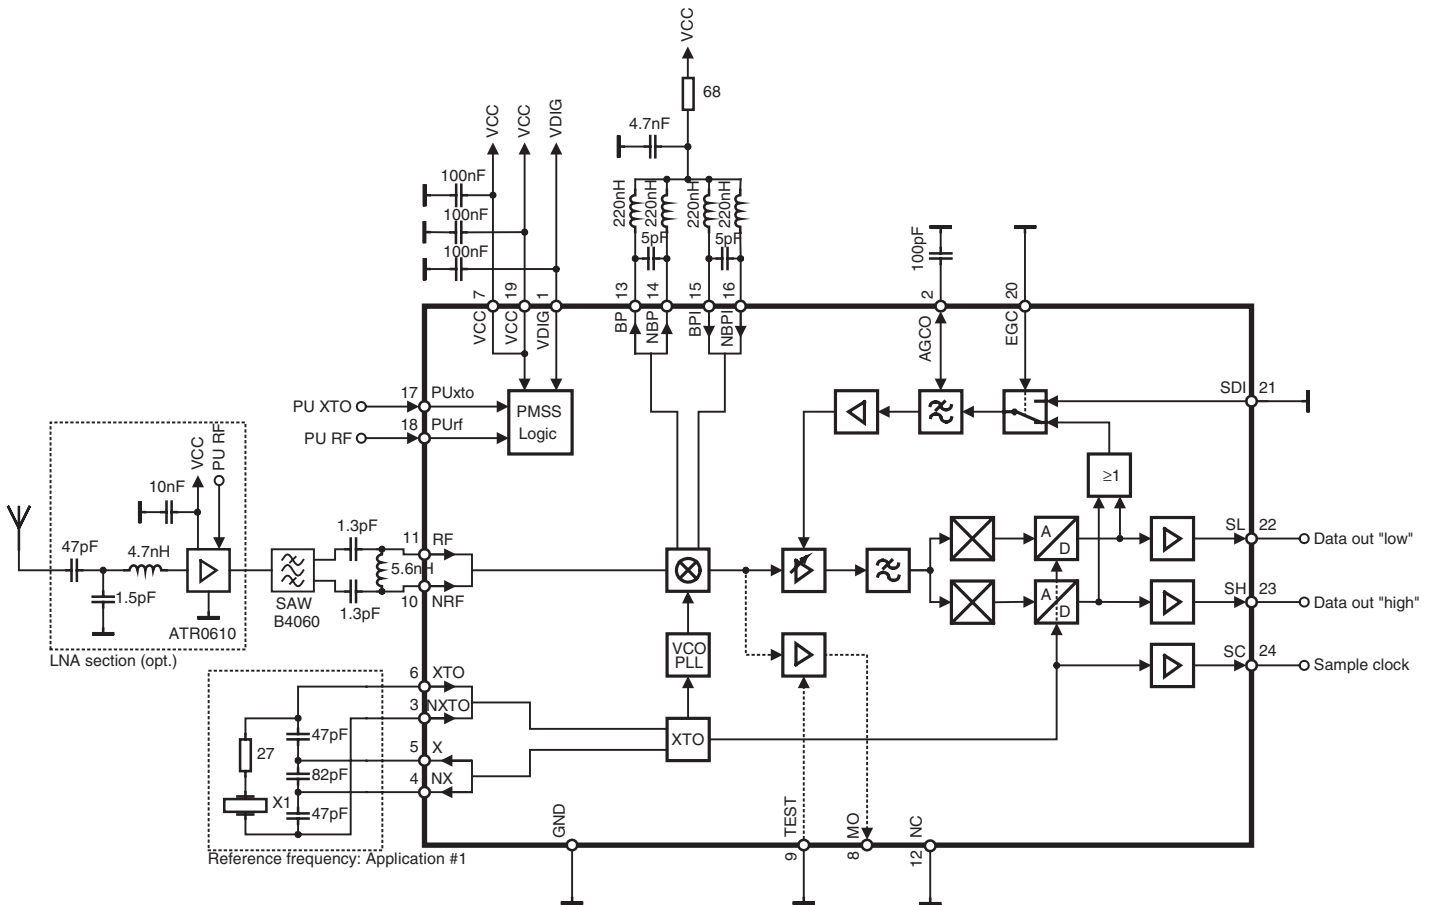 VCC
68
4.7nF
VCC
VCC
VDIG
100nF
100nF
100nF
220nH
220nH
220nH
220nH
5pF
5pF
100pF
7
19
1
13
14
15
16
2
20
VCC
VCC
VDIG
BP
NBP
BPI
NBPI
AGCO
EGC
PU XTO
17
PUxto
PU RF
18
PUrf
PMSS
Logic
SDI
21
≥1
VCC
PU RF
10nF
47pF
4.7nH
1.5pF
ATR0610
LNA section (opt.)
SAW
B4060
1.3pF
1.3pF
5.6nH
11
RF
10
NRF
A
D
A
D
SL
22
Data out "low"
SH
23
Data out "high"
SC
24
Sample clock
VCO
PLL
XTO
6
XTO
3
NXTO
5
X
4
NX
47pF
27
82pF
X1
47pF
Reference frequency: Application #1
GND
TEST
9
MO
8
NC
12